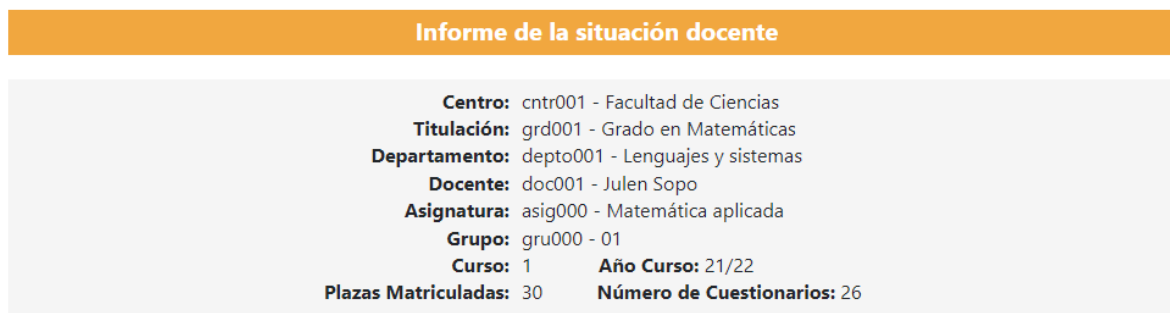 Informe de la situación docente
Centro: cntr001 - Facultad de Ciencias
Titulación: grd001 - Grado en Matemáticas
Departamento: depto001 - Lenguajes y sistemas
Docente: doc001 - Julen Sopo
Asignatura: asig000 - Matemática aplicada
Grupo: gru000 - 01
Curso: 1 Año Curso: 21/22
Plazas Matriculadas: 30 Número de Cuestionarios: 26